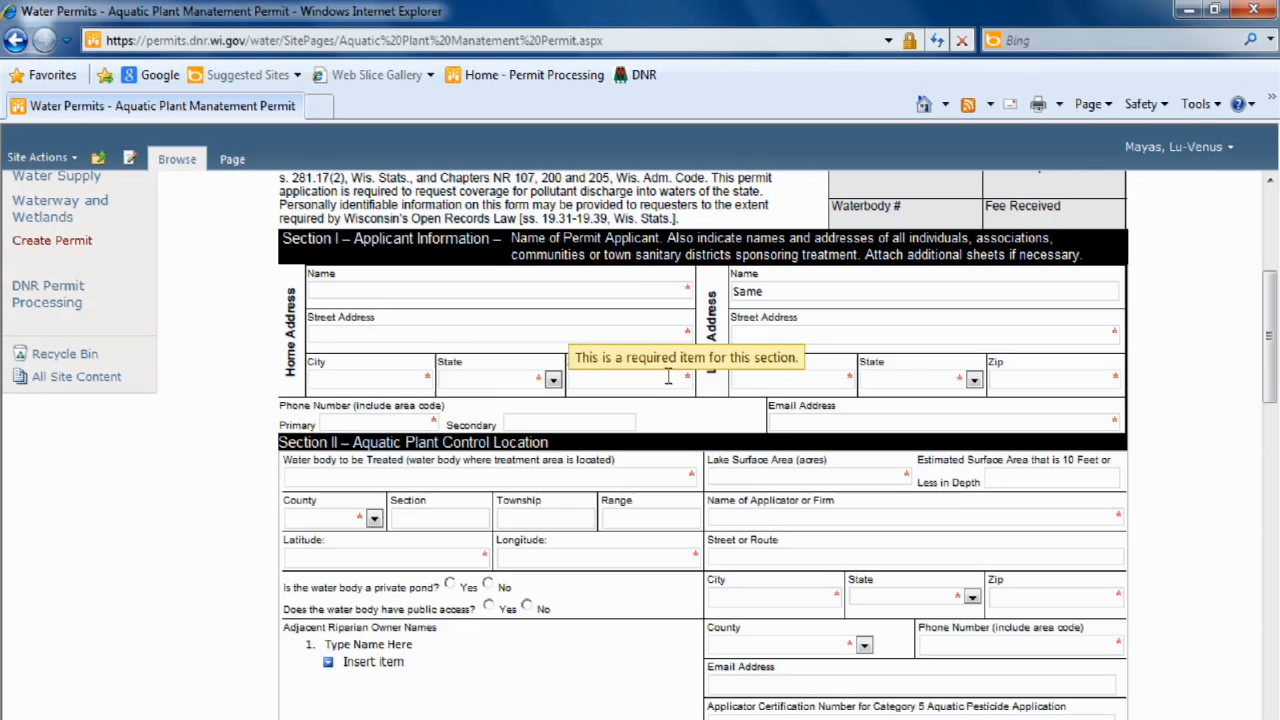 Water Permits - Aquatic Plant Manatement Permit - Windows Internet Explorer
https://permits.dnr.wi.gov/water/SitePages/Aquatic%20Plant%20Manatement%20Permit.aspx
Bing
Favorites
Google
Suggested Sites
Web Slice Gallery
Home - Permit Processing
DNR
Water Permits - Aquatic Plant Manatement Permit
Page
Safety
Tools
»
Site Actions
Browse
Page
Mayas, Lu-Venus
Water Supply
Waterway and
Wetlands
Create Permit
DNR Permit
Processing
Recycle Bin
All Site Content
s. 281.17(2), Wis. Stats., and Chapters NR 107, 200 and 205, Wis. Adm. Code. This permit
application is required to request coverage for pollutant discharge into waters of the state.
Personally identifiable information on this form may be provided to requesters to the extent
required by Wisconsin's Open Records Law [ss. 19.31-19.39, Wis. Stats.].
Waterbody #
Fee Received
Section I – Applicant Information – Name of Permit Applicant. Also indicate names and addresses of all individuals, associations,
communities or town sanitary districts sponsoring treatment. Attach additional sheets if necessary.
Home Address
Name
*
Street Address
*
City
*
State
*
*
Address
Name
Same
Street Address
*
*
State
*
Zip
*
This is a required item for this section.
Phone Number (include area code)
Primary
*
Secondary
Email Address
*
Section II – Aquatic Plant Control Location
Water body to be Treated (water body where treatment area is located)
*
Lake Surface Area (acres)
*
Estimated Surface Area that is 10 Feet or
Less in Depth
County
*
Section
Township
Range
Name of Applicator or Firm
*
Latitude:
*
Longitude:
*
Street or Route
Is the water body a private pond? Yes No
Does the water body have public access? Yes No
City
*
State
*
Zip
*
Adjacent Riparian Owner Names
1. Type Name Here
Insert item
County
*
Phone Number (include area code)
*
Email Address
Applicator Certification Number for Category 5 Aquatic Pesticide Application